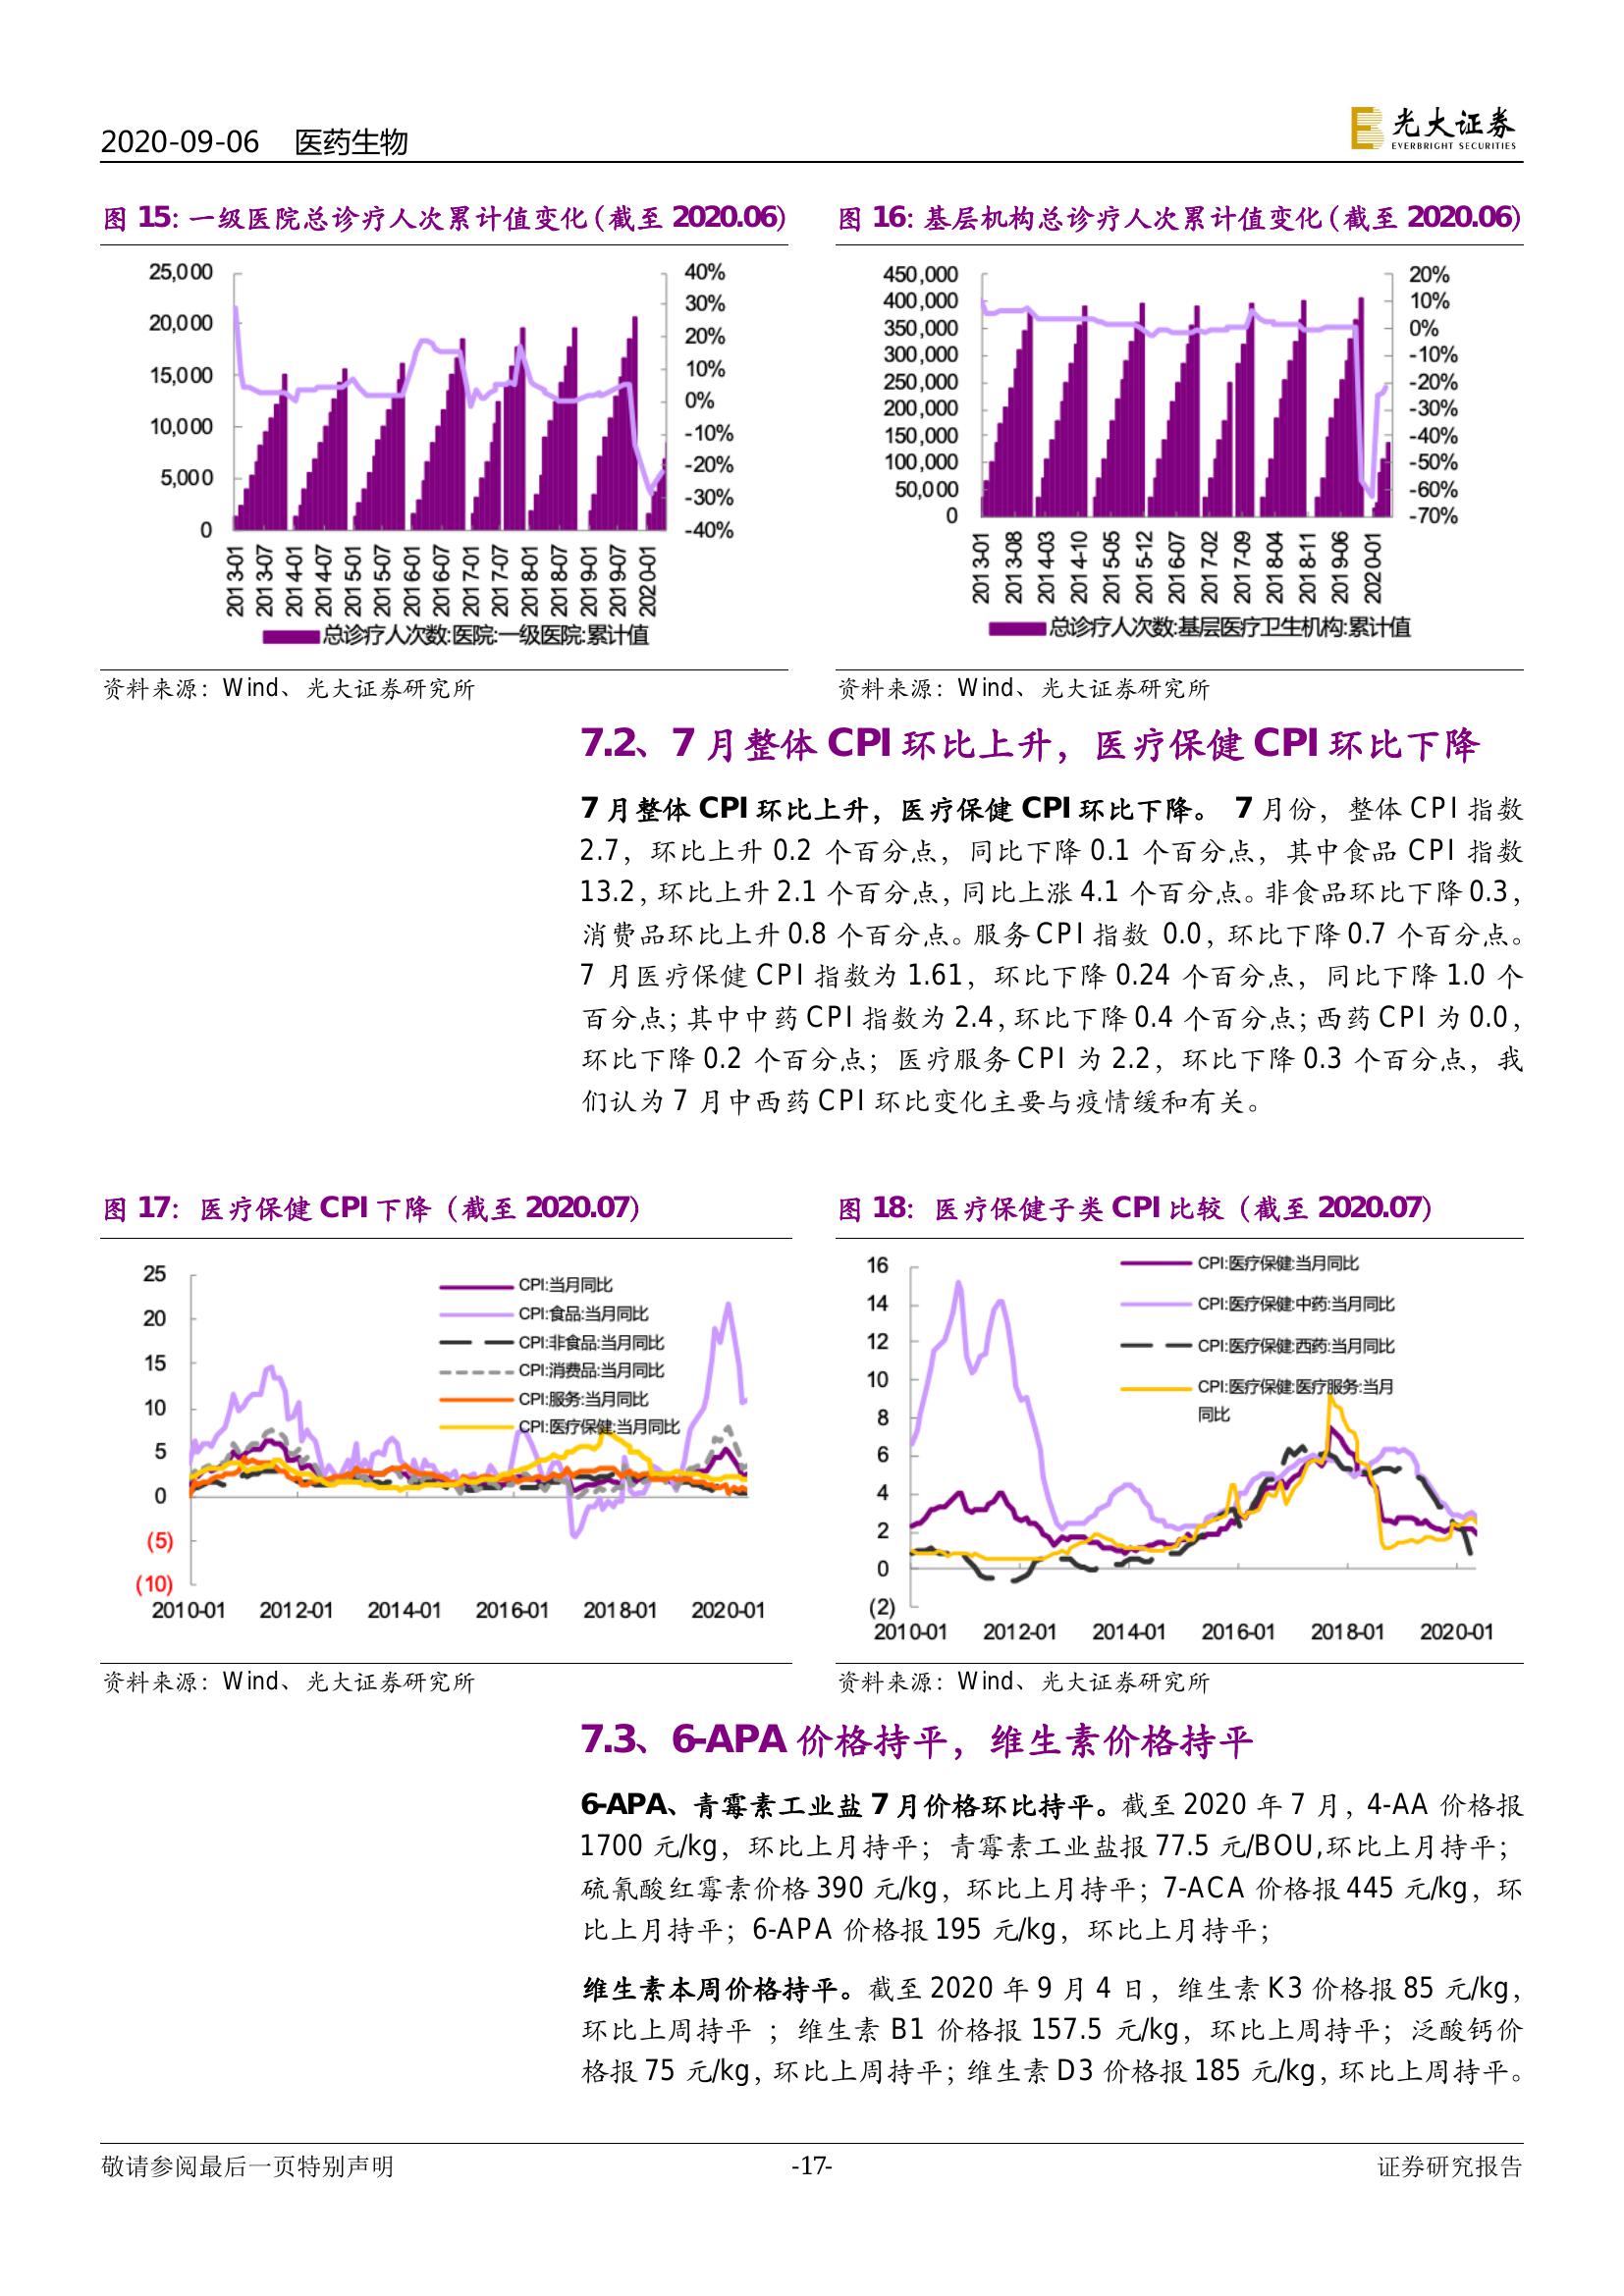 2020-09-06 医药生物
光大证券
EVERBRIGHT SECURITIES
图 15：一级医院总诊疗人次累计值变化（截至 2020.06）
25,000
20,000
15,000
10,000
5,000
0
40%
30%
20%
10%
0%
-10%
-20%
-30%
-40%
2013-01
2013-07
2014-01
2014-07
2015-01
2015-07
2016-01
2016-07
2017-01
2017-07
2018-01
2018-07
2019-01
2019-07
2020-01
总诊疗人次数:医院:一级医院:累计值
资料来源：Wind、光大证券研究所
图 16：基层机构总诊疗人次累计值变化（截至 2020.06）
450,000
400,000
350,000
300,000
250,000
200,000
150,000
100,000
50,000
0
20%
10%
0%
-10%
-20%
-30%
-40%
-50%
-60%
-70%
2013-01
2013-08
2014-03
2014-10
2015-05
2015-12
2016-07
2017-02
2017-09
2018-04
2018-11
2019-06
2020-01
总诊疗人次数:基层医疗卫生机构:累计值
资料来源：Wind、光大证券研究所
7.2、7 月整体 CPI 环比上升，医疗保健 CPI 环比下降
7 月整体 CPI 环比上升，医疗保健 CPI 环比下降。 7 月份，整体 CPI 指数
2.7，环比上升 0.2 个百分点，同比下降 0.1 个百分点，其中食品 CPI 指数
13.2，环比上升 2.1 个百分点，同比上涨 4.1 个百分点。非食品环比下降 0.3，
消费品环比上升 0.8 个百分点。服务 CPI 指数 0.0，环比下降 0.7 个百分点。
7 月医疗保健 CPI 指数为 1.61，环比下降 0.24 个百分点，同比下降 1.0 个
百分点；其中中药 CPI 指数为 2.4，环比下降 0.4 个百分点；西药 CPI 为 0.0，
环比下降 0.2 个百分点；医疗服务 CPI 为 2.2，环比下降 0.3 个百分点，我
们认为 7 月中西药 CPI 环比变化主要与疫情缓和有关。
图 17：医疗保健 CPI 下降（截至 2020.07）
25
20
15
10
5
0
(5)
(10)
CPI:当月同比
CPI:食品:当月同比
CPI:非食品:当月同比
CPI:消费品:当月同比
CPI:服务:当月同比
CPI:医疗保健:当月同比
2010-01 2012-01 2014-01 2016-01 2018-01 2020-01
资料来源：Wind、光大证券研究所
图 18：医疗保健子类 CPI 比较（截至 2020.07）
16
14
12
10
8
6
4
2
0
(2)
CPI:医疗保健:当月同比
CPI:医疗保健:中药:当月同比
CPI:医疗保健:西药:当月同比
CPI:医疗保健:医疗服务:当月
同比
2010-01 2012-01 2014-01 2016-01 2018-01 2020-01
资料来源：Wind、光大证券研究所
7.3、6-APA 价格持平，维生素价格持平
6-APA、青霉素工业盐 7 月价格环比持平。截至 2020 年 7 月，4-AA 价格报
1700 元/kg，环比上月持平；青霉素工业盐报 77.5 元/BOU,环比上月持平；
硫氰酸红霉素价格 390 元/kg，环比上月持平；7-ACA 价格报 445 元/kg，环
比上月持平；6-APA 价格报 195 元/kg，环比上月持平；
维生素本周价格持平。截至 2020 年 9 月 4 日，维生素 K3 价格报 85 元/kg，
环比上周持平 ；维生素 B1 价格报 157.5 元/kg，环比上周持平；泛酸钙价
格报 75 元/kg，环比上周持平；维生素 D3 价格报 185 元/kg，环比上周持平。
敬请参阅最后一页特别声明
-17-
证券研究报告